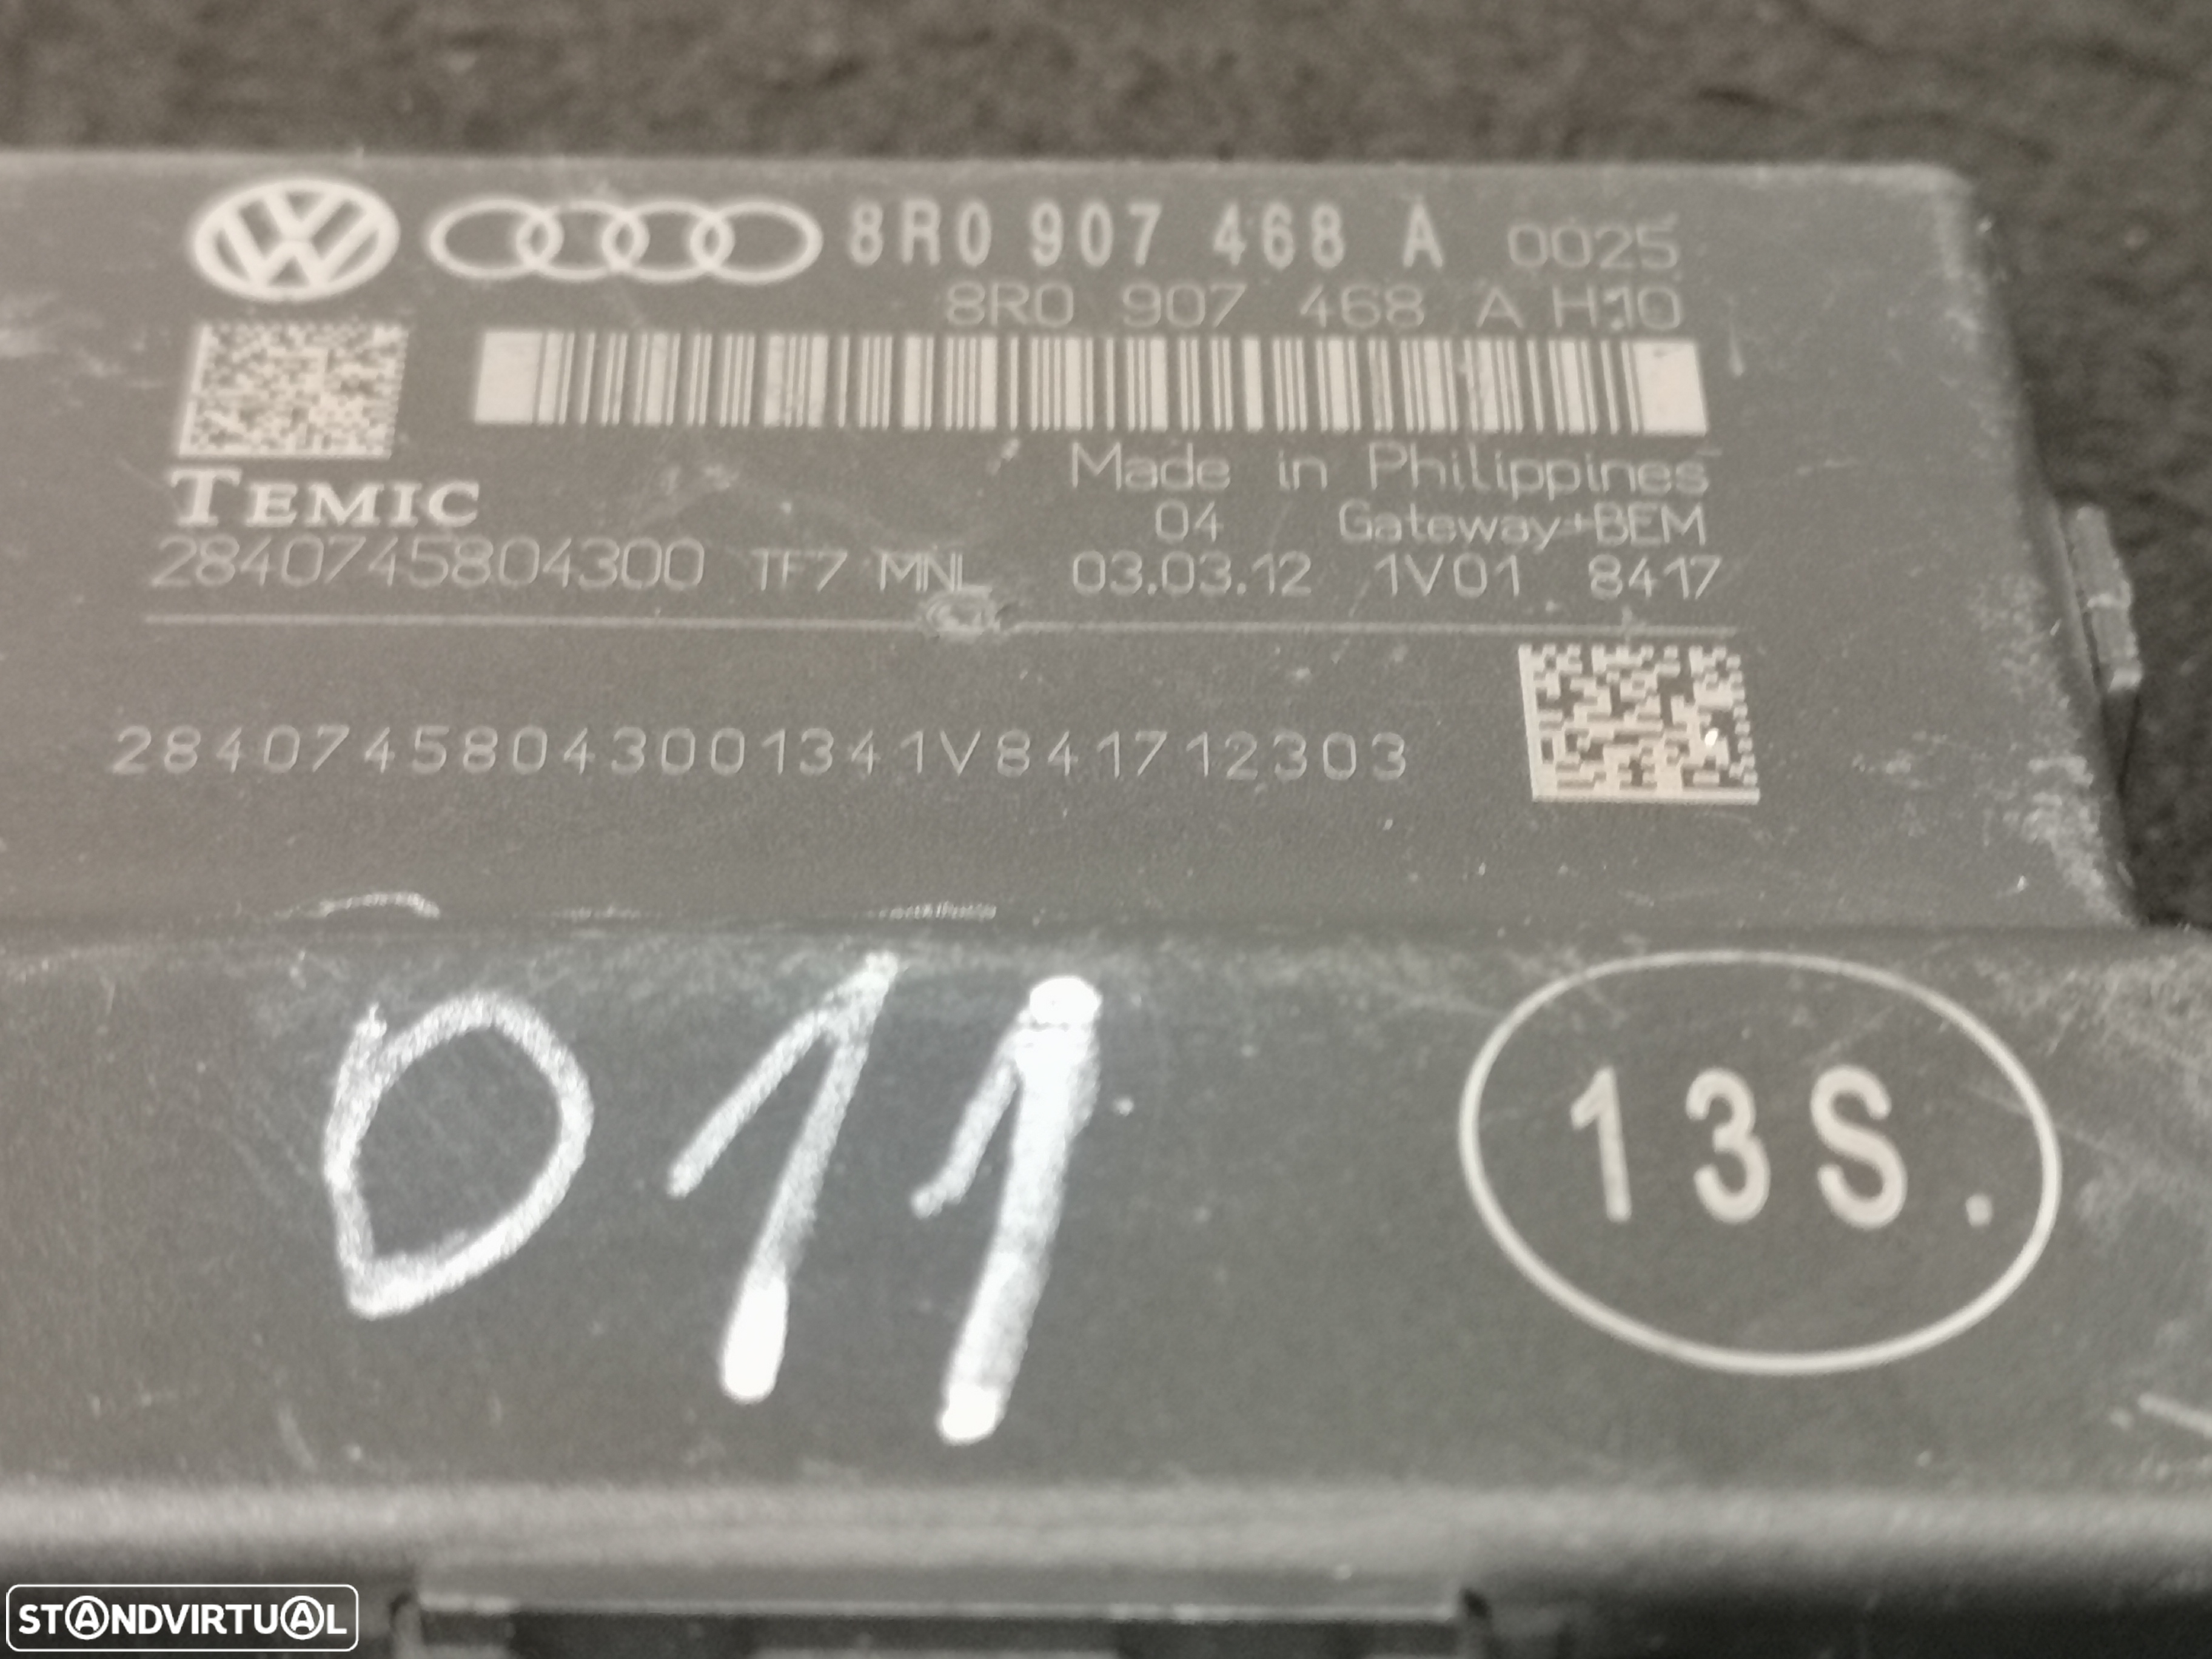 8R0 907 468 A 0025
8R0 907 468 A H10
TEMIC
Made in Philippines
04 Gateway+BEM
2840745804300 TF7 MNL 03.03.12 1V01 8417
28407458043001341V841712303
011
13S.
STANDVIRTUAL